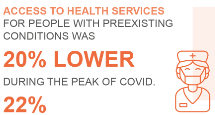 ACCESS TO HEALTH SERVICES
FOR PEOPLE WITH PREEXISTING
CONDITIONS WAS
20% LOWER
DURING THE PEAK OF COVID.
22%